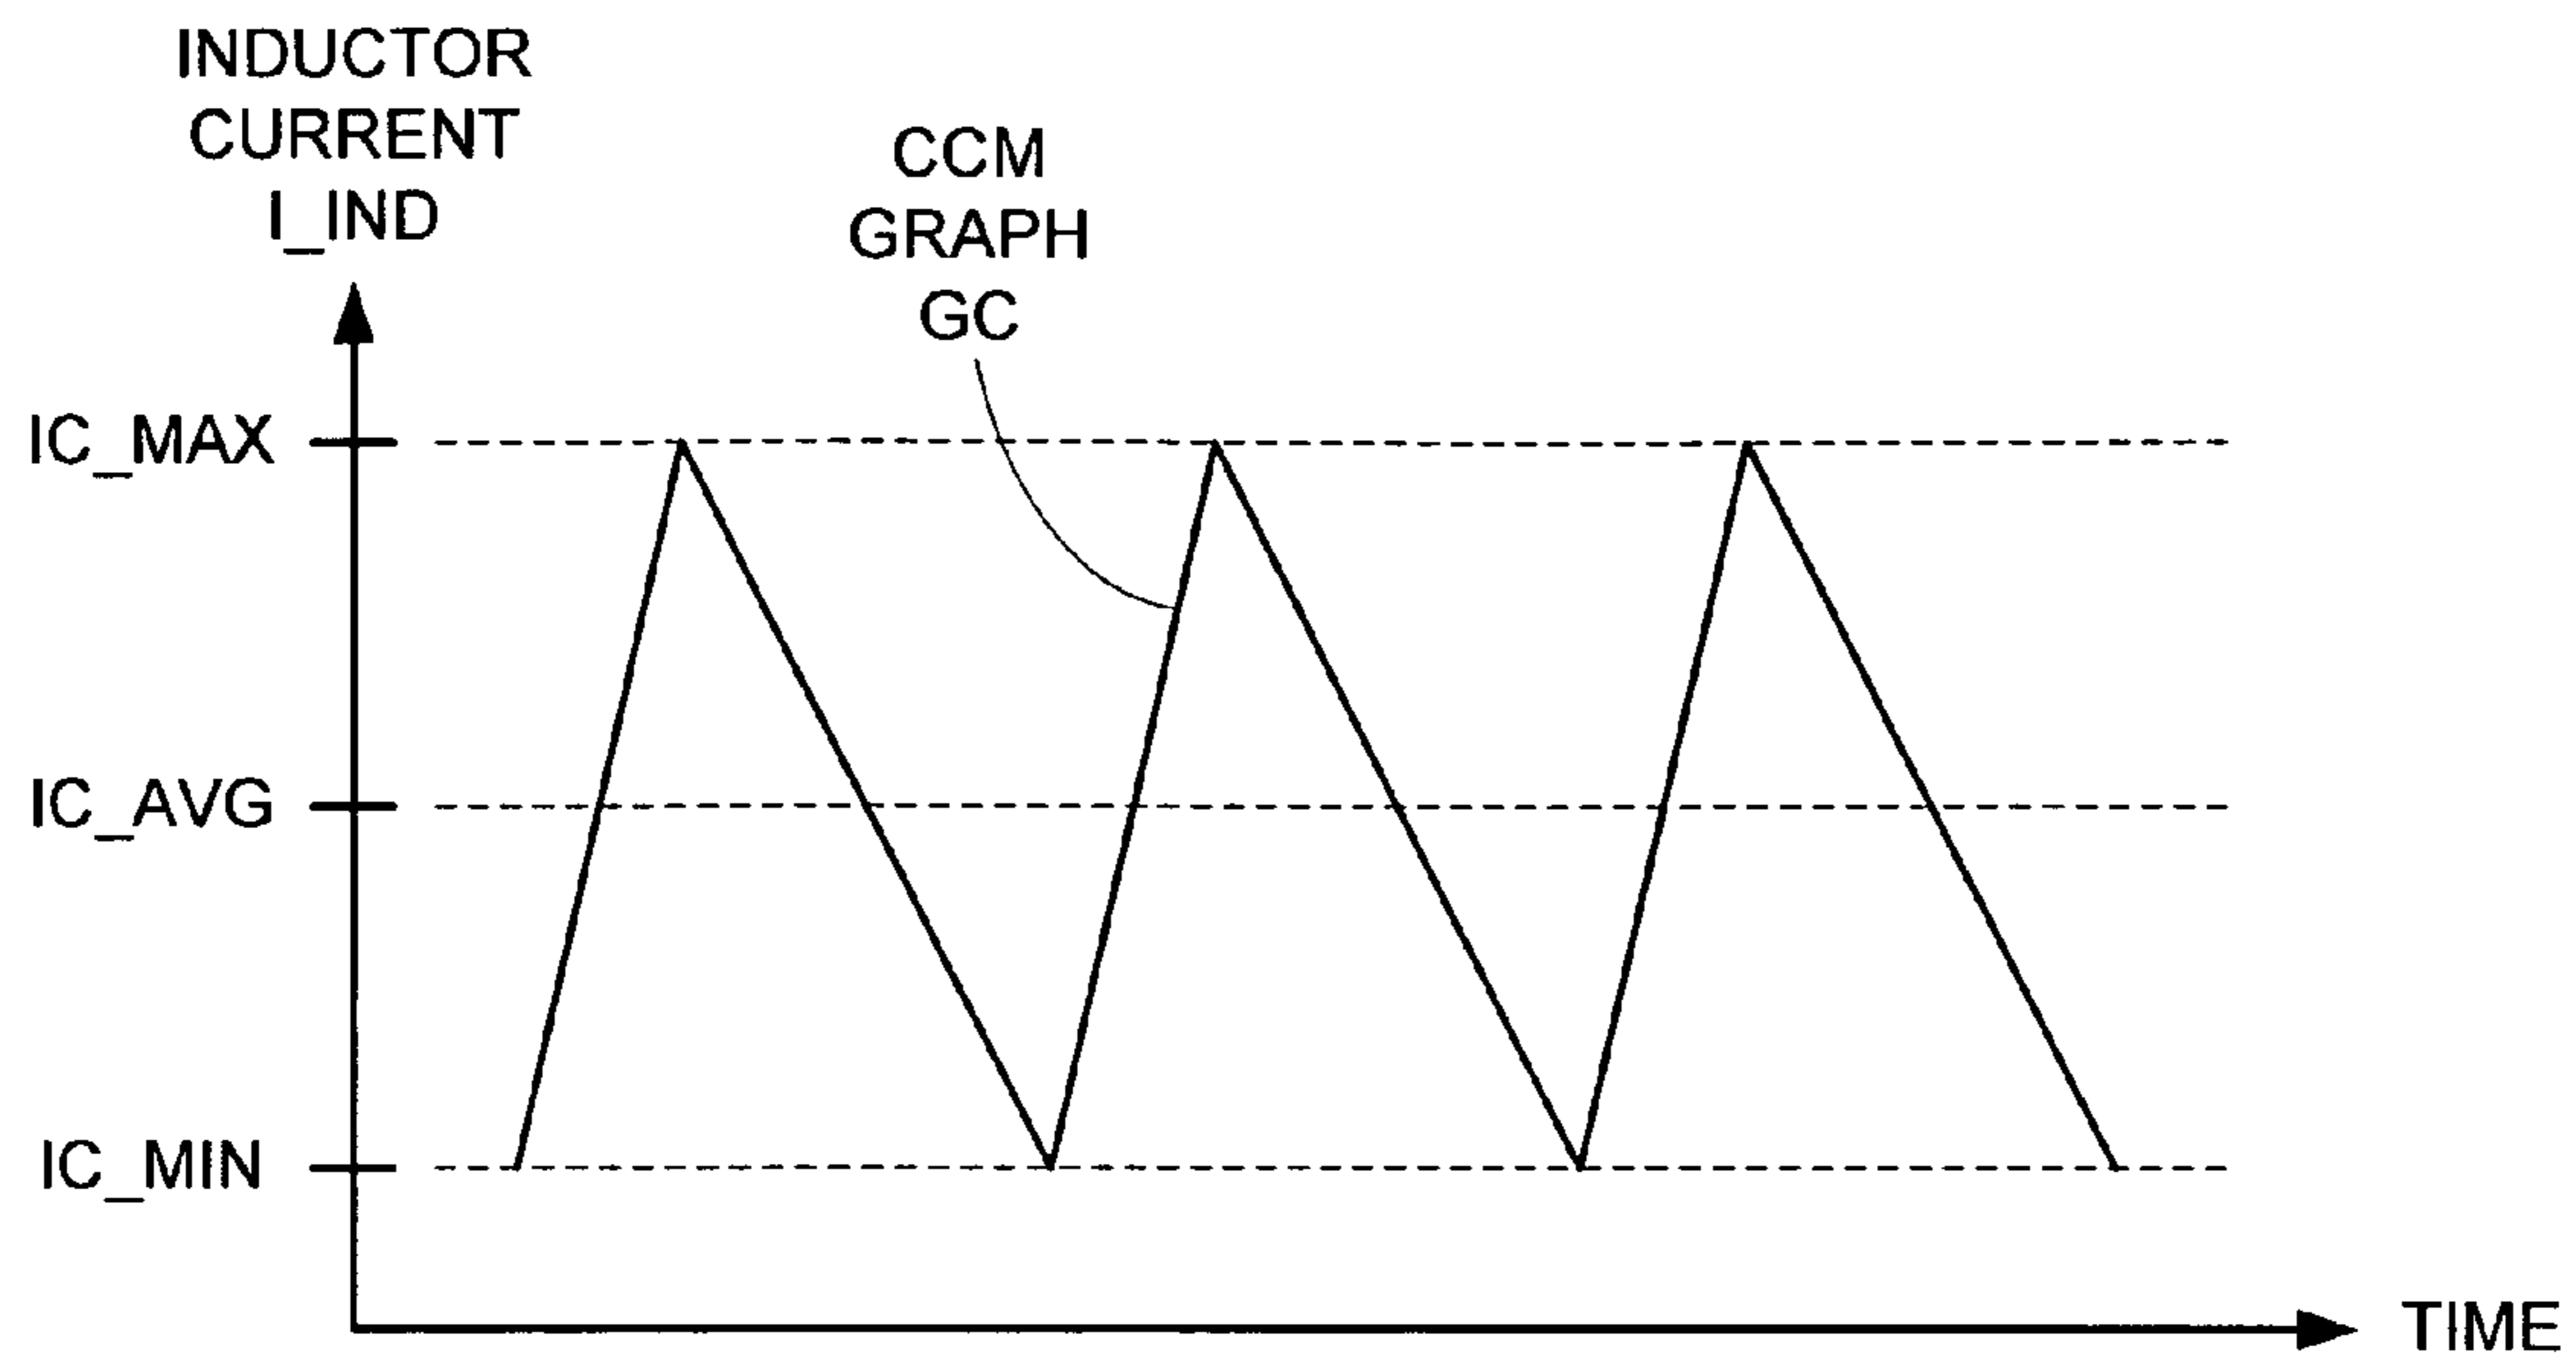 INDUCTOR
CURRENT
I_IND
CCM
GRAPH
GC
IC_MAX
IC_AVG
IC_MIN
TIME